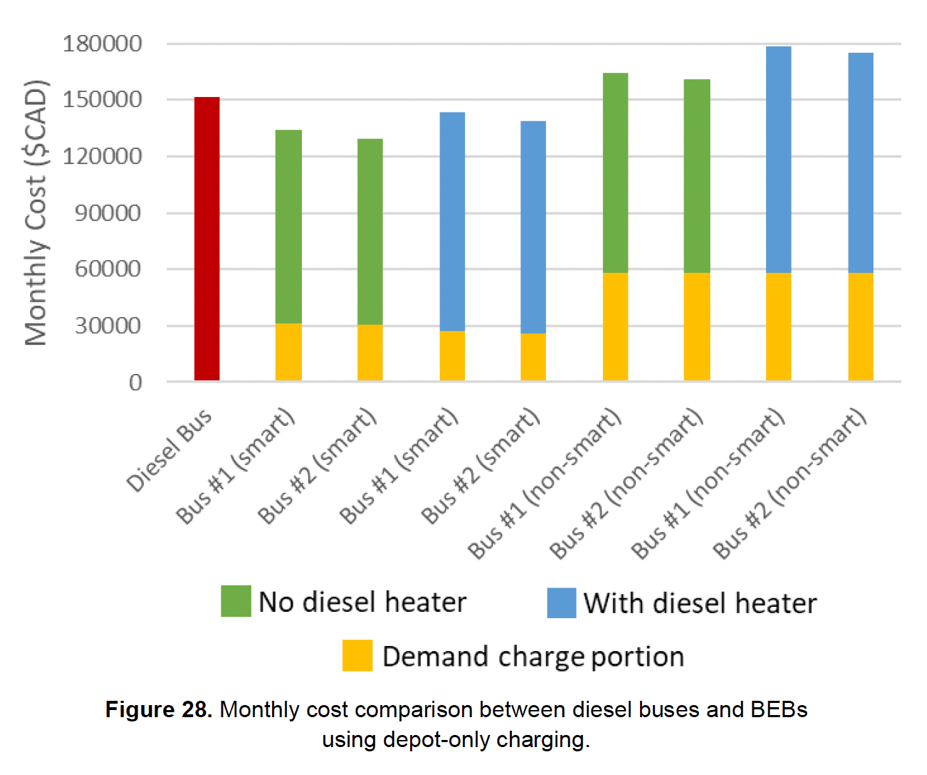 Monthly Cost ($CAD)
180000
150000
120000
90000
60000
30000
0
Diesel Bus
Bus #1 (smart)
Bus #2 (smart)
Bus #1 (smart)
Bus #2 (smart)
Bus #1 (non-smart)
Bus #2 (non-smart)
Bus #1 (non-smart)
Bus #2 (non-smart)
No diesel heater
With diesel heater
Demand charge portion
Figure 28. Monthly cost comparison between diesel buses and BEBs
using depot-only charging.